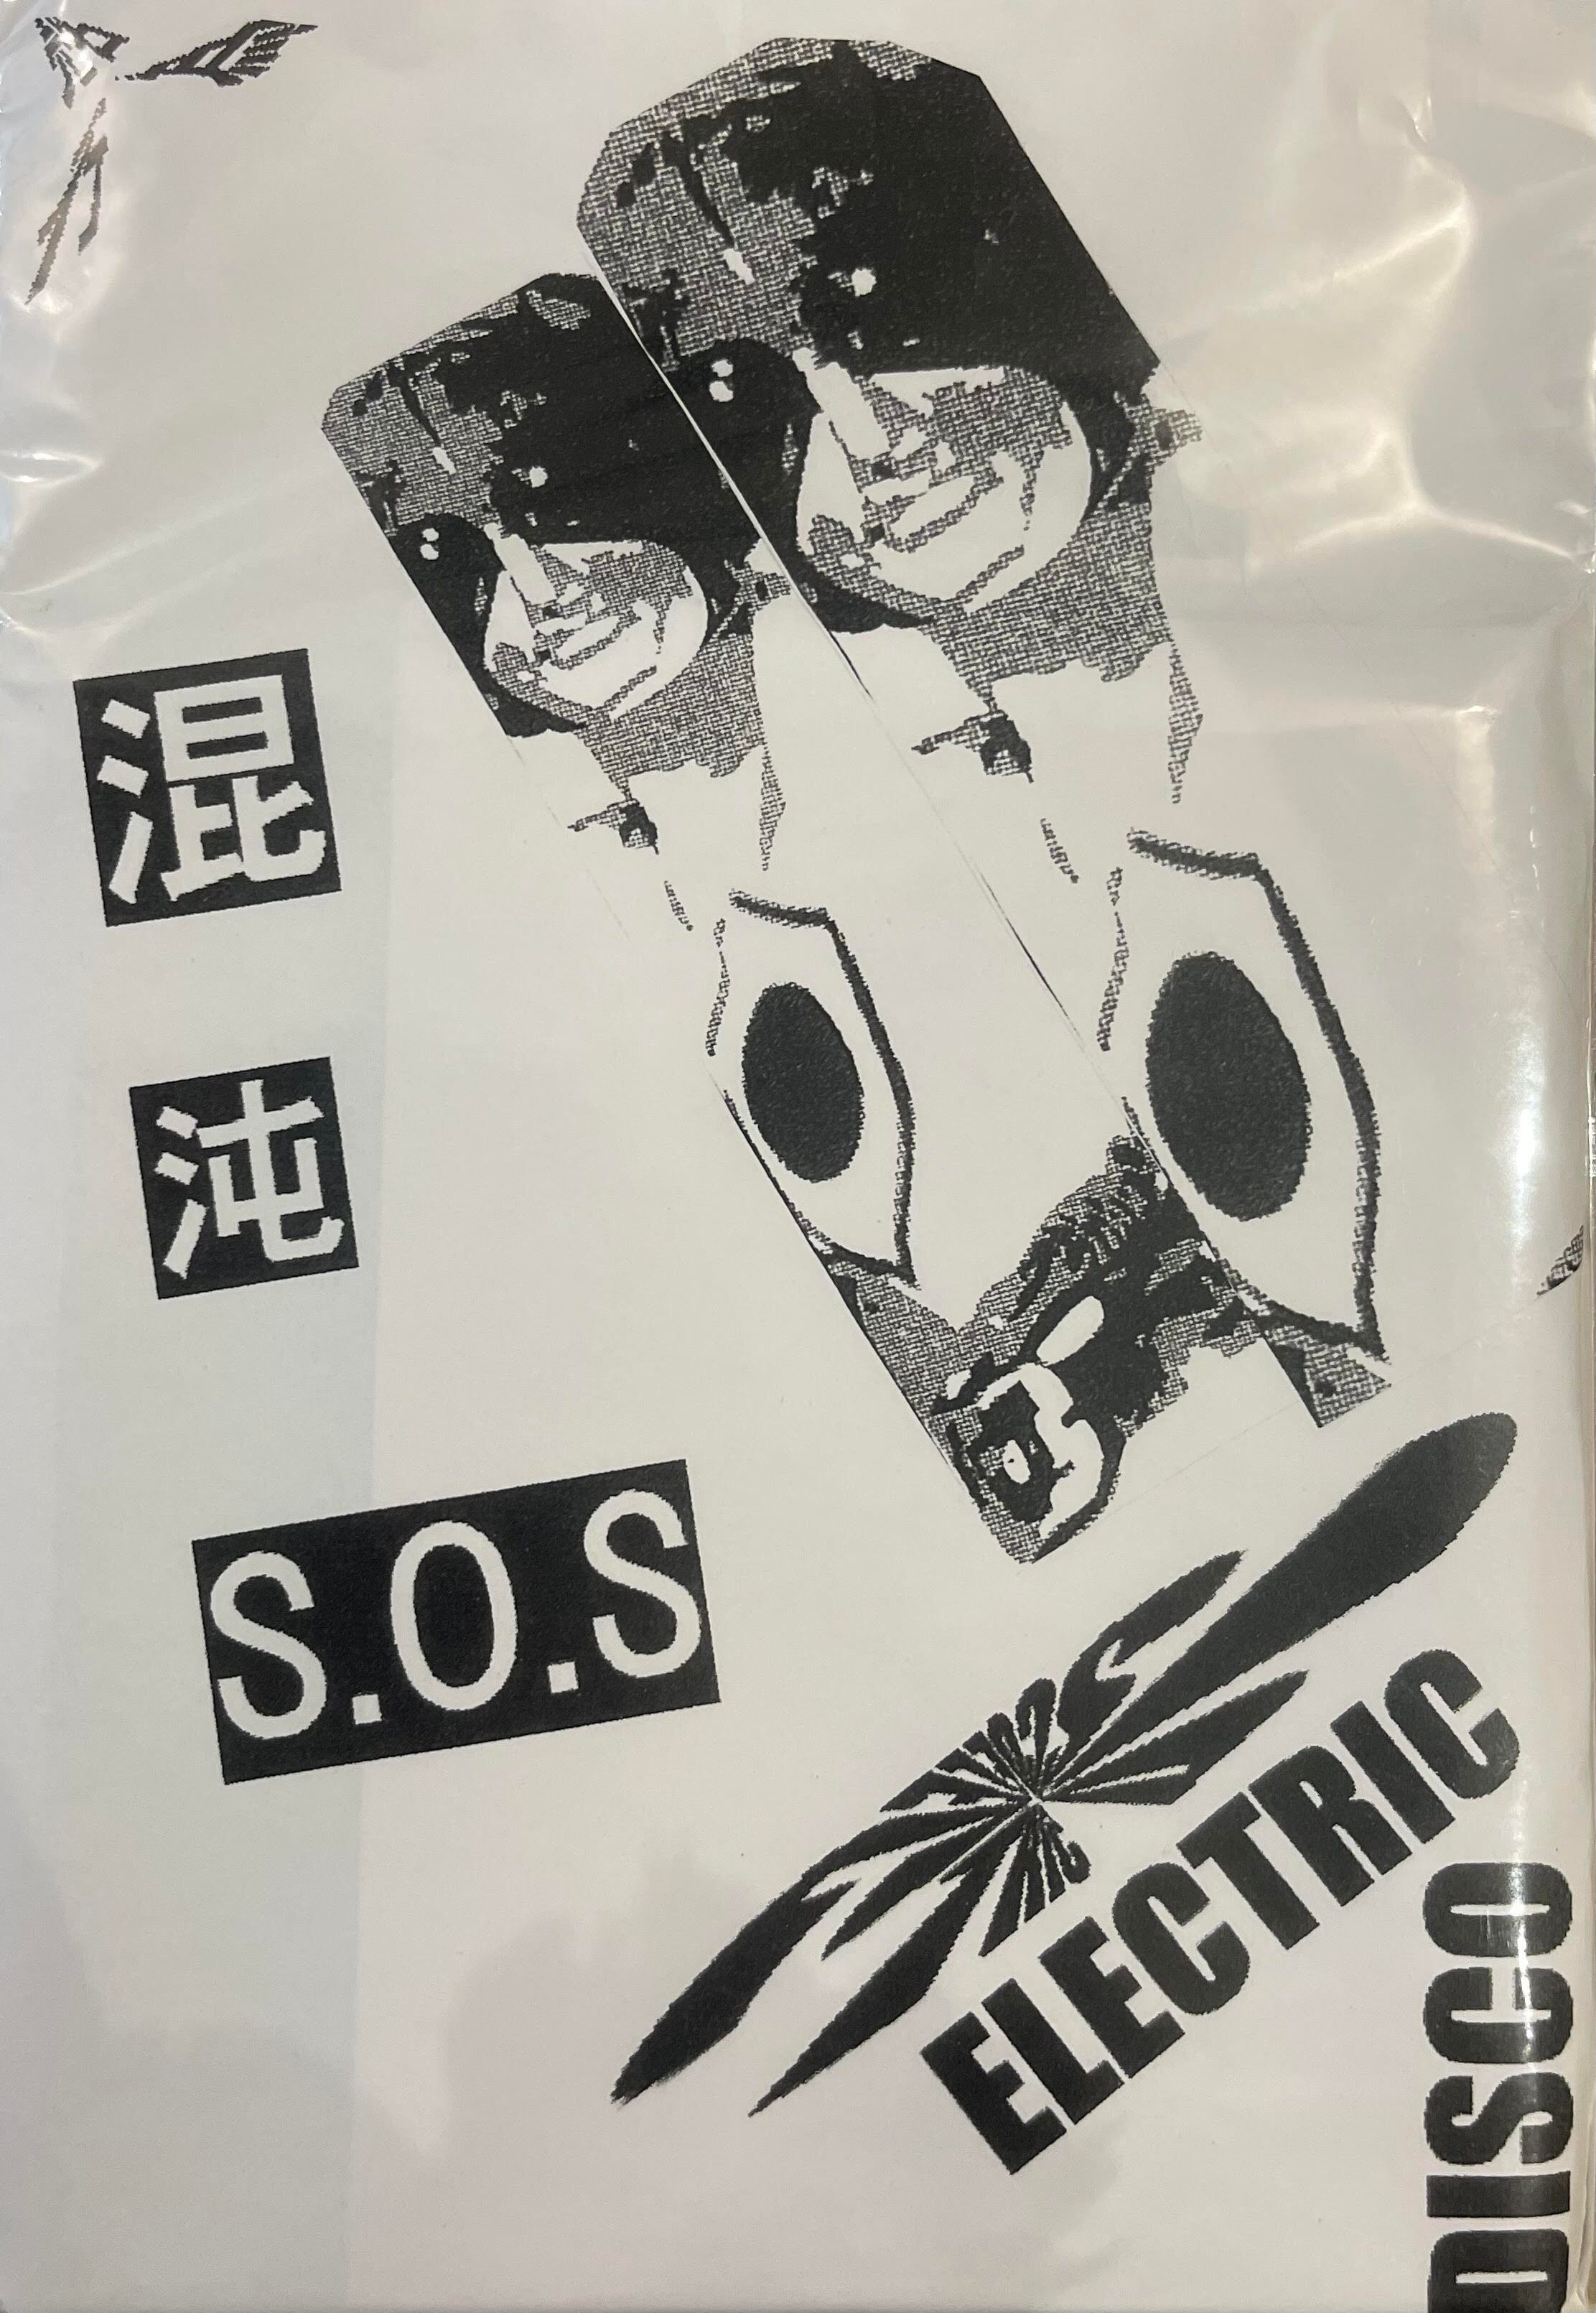 混
沌
S.O.S
ELECTRIC
DISCO